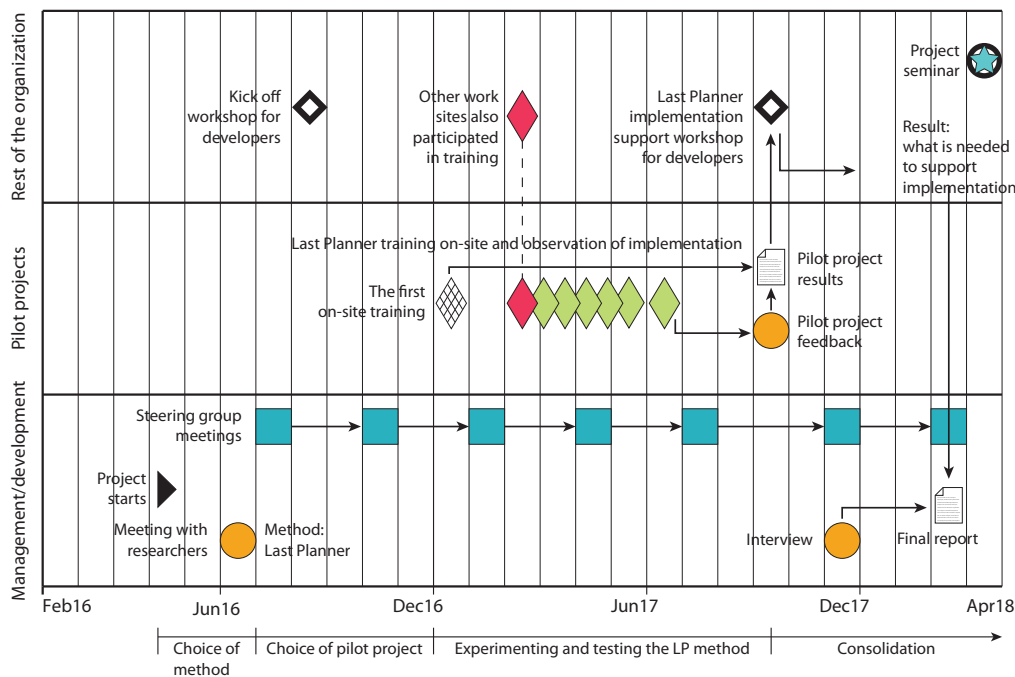 Rest of the organization
Kick off
workshop for
developers
Other work
sites also
participated
in training
Last Planner
implementation
support workshop
for developers
Project
seminar
Result:
what is needed
to support
implementation
Pilot projects
Last Planner training on-site and observation of implementation
The first
on-site training
Pilot project
results
Pilot project
feedback
Management/development
Steering group
meetings
Project
starts
Meeting with
researchers
Method:
Last Planner
Interview
Final report
Feb16
Jun16
Dec16
Jun17
Dec17
Apr18
Choice of
method
Choice of pilot project
Experimenting and testing the LP method
Consolidation